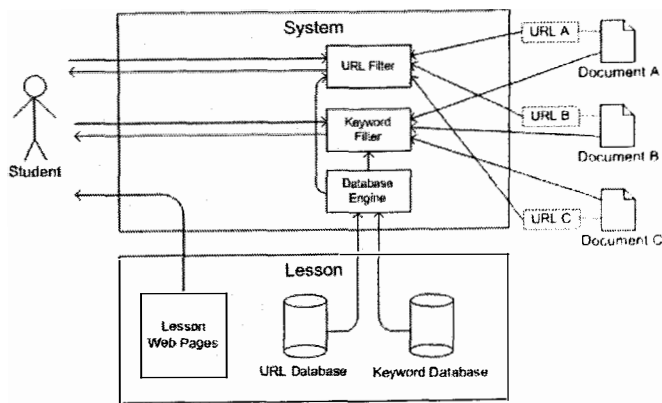 System
URL Filter
Keyword
Filter
Database
Engine
Student
URL A
Document A
URL B
Document B
URL C
Document C
Lesson
Lesson
Web Pages
URL Database
Keyword Database